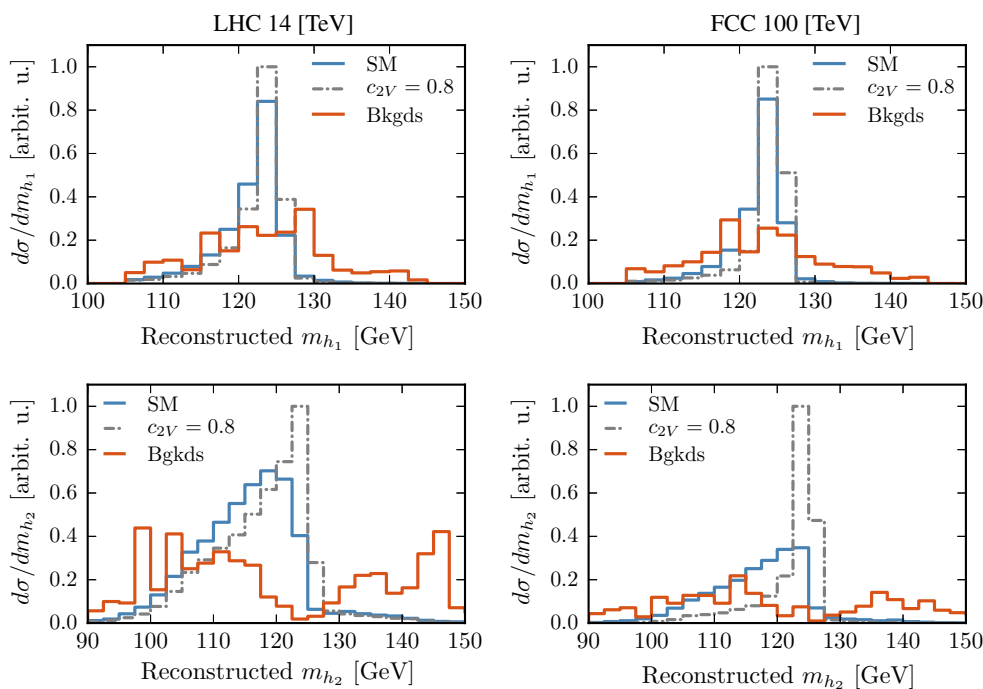 LHC 14 [TeV]
dσ/dm_{h_1} [arbit. u.]
1.0
0.8
0.6
0.4
0.2
0.0
SM
c_{2V} = 0.8
Bkgds
100 110 120 130 140 150
Reconstructed m_{h_1} [GeV]
FCC 100 [TeV]
dσ/dm_{h_1} [arbit. u.]
1.0
0.8
0.6
0.4
0.2
0.0
SM
c_{2V} = 0.8
Bkgds
100 110 120 130 140 150
Reconstructed m_{h_1} [GeV]
dσ/dm_{h_2} [arbit. u.]
1.0
0.8
0.6
0.4
0.2
0.0
SM
c_{2V} = 0.8
Bgkds
90 100 110 120 130 140 150
Reconstructed m_{h_2} [GeV]
dσ/dm_{h_2} [arbit. u.]
1.0
0.8
0.6
0.4
0.2
0.0
SM
c_{2V} = 0.8
Bgkds
90 100 110 120 130 140 150
Reconstructed m_{h_2} [GeV]